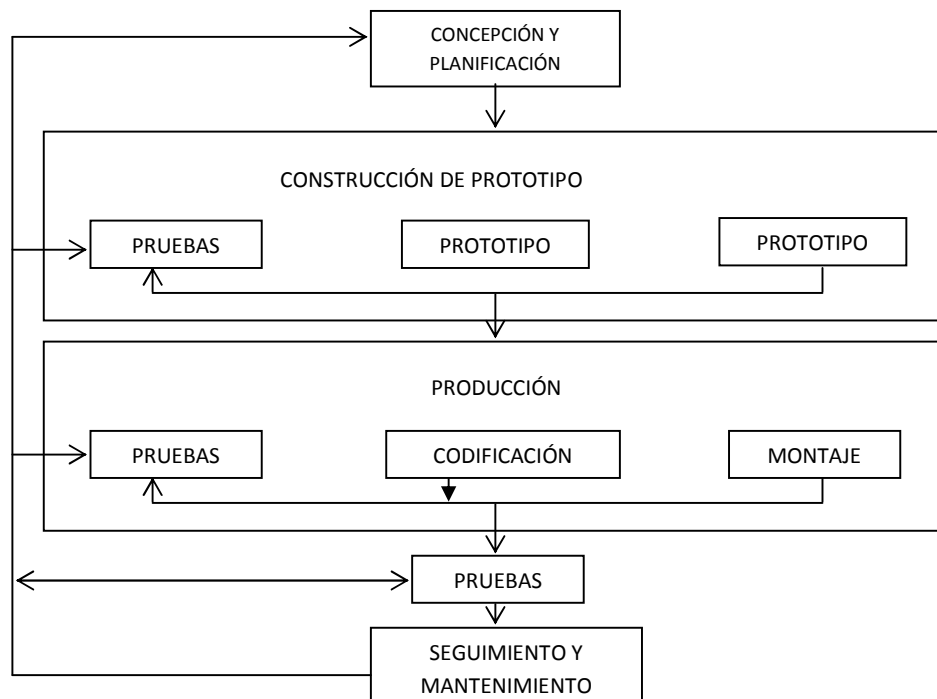 CONCEPCIÓN Y
PLANIFICACIÓN
CONSTRUCCIÓN DE PROTOTIPO
PRUEBAS
PROTOTIPO
PROTOTIPO
PRODUCCIÓN
PRUEBAS
CODIFICACIÓN
MONTAJE
PRUEBAS
SEGUIMIENTO Y
MANTENIMIENTO